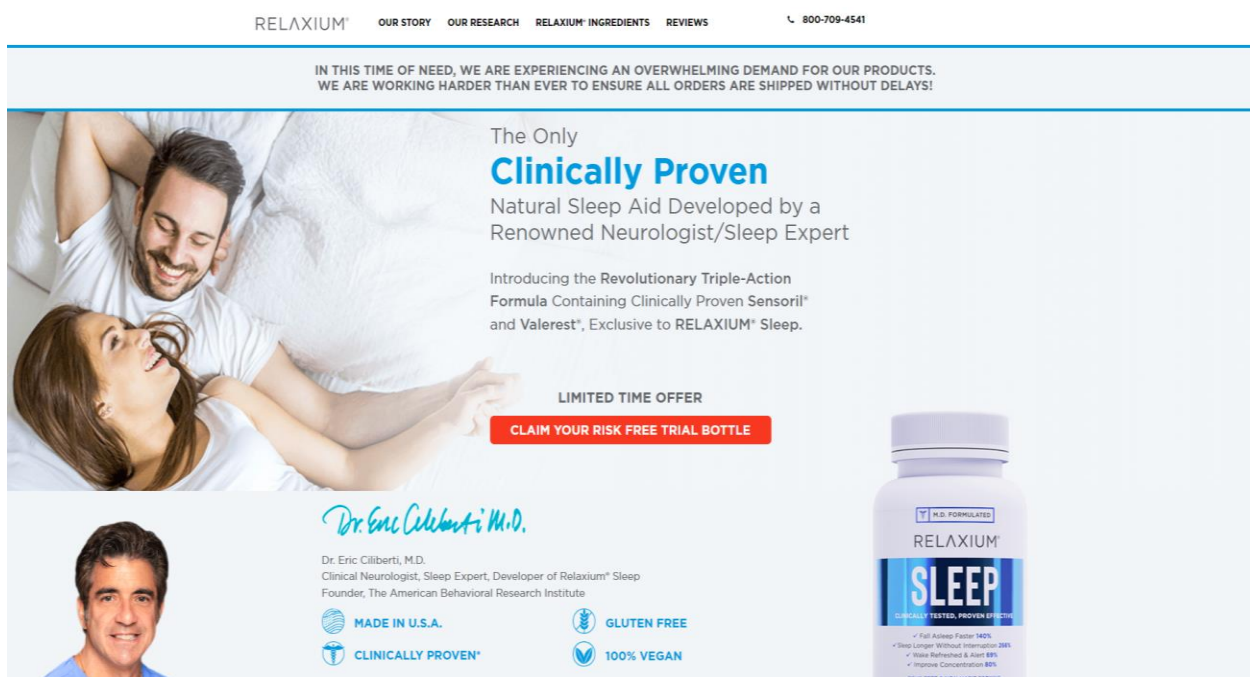 RELAXIUM®
OUR STORY OUR RESEARCH RELAXIUM® INGREDIENTS REVIEWS 800-709-4541
IN THIS TIME OF NEED, WE ARE EXPERIENCING AN OVERWHELMING DEMAND FOR OUR PRODUCTS.
WE ARE WORKING HARDER THAN EVER TO ENSURE ALL ORDERS ARE SHIPPED WITHOUT DELAYS!
The Only
Clinically Proven
Natural Sleep Aid Developed by a
Renowned Neurologist/Sleep Expert
Introducing the Revolutionary Triple-Action
Formula Containing Clinically Proven Sensoril®
and Valerest®, Exclusive to RELAXIUM® Sleep.
LIMITED TIME OFFER
CLAIM YOUR RISK FREE TRIAL BOTTLE
Dr. Eric Ciliberti M.D.
Dr. Eric Ciliberti, M.D.
Clinical Neurologist, Sleep Expert, Developer of Relaxium® Sleep
Founder, The American Behavioral Research Institute
MADE IN U.S.A.
GLUTEN FREE
CLINICALLY PROVEN*
100% VEGAN
M.D. FORMULATED
RELAXIUM®
SLEEP
CLINICALLY TESTED, PROVEN EFFECTIVE
✓ Fall Asleep Faster 140%
✓ Sleep Longer Without Interruption
✓ Wake Refreshed & Alert
✓ Improve Concentration